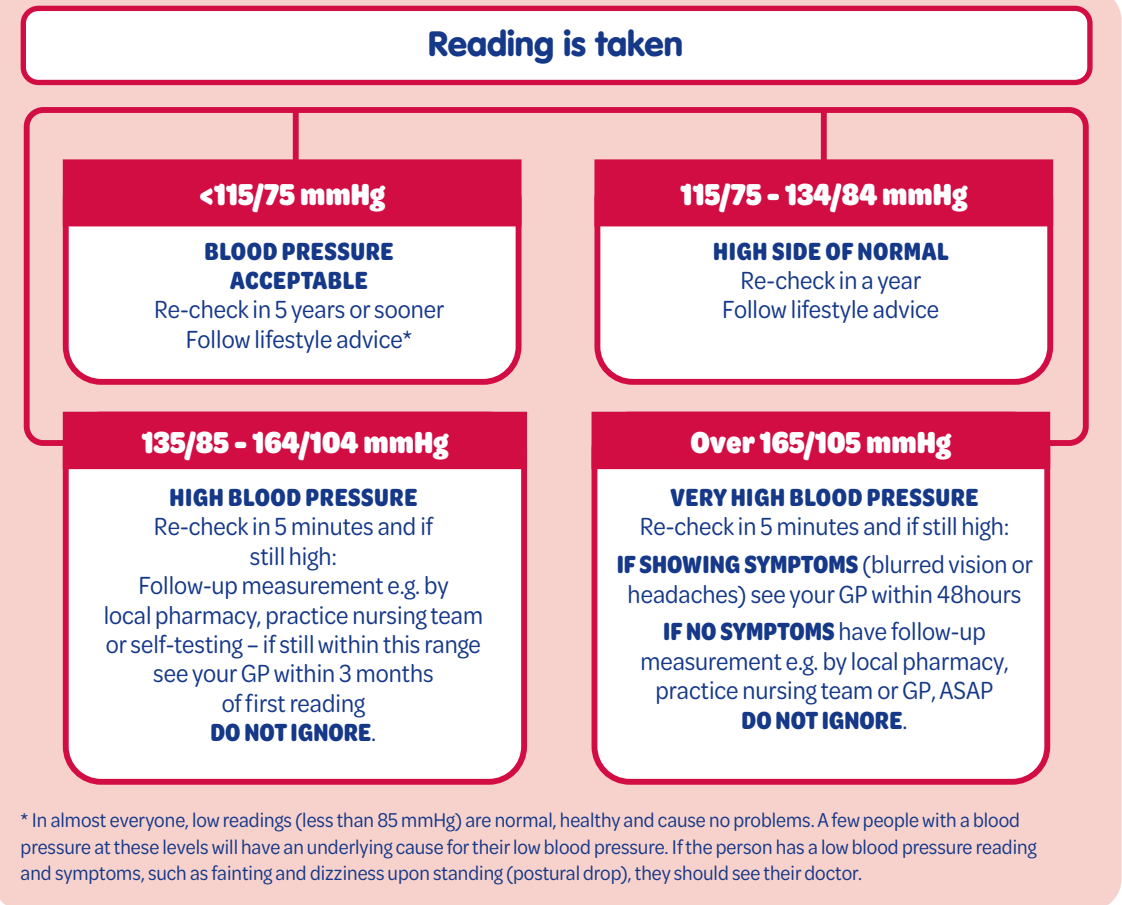 Reading is taken
<115/75 mmHg
BLOOD PRESSURE
ACCEPTABLE
Re-check in 5 years or sooner
Follow lifestyle advice*
115/75 - 134/84 mmHg
HIGH SIDE OF NORMAL
Re-check in a year
Follow lifestyle advice
135/85 - 164/104 mmHg
HIGH BLOOD PRESSURE
Re-check in 5 minutes and if
still high:
Follow-up measurement e.g. by
local pharmacy, practice nursing team
or self-testing – if still within this range
see your GP within 3 months
of first reading
DO NOT IGNORE.
Over 165/105 mmHg
VERY HIGH BLOOD PRESSURE
Re-check in 5 minutes and if still high:
IF SHOWING SYMPTOMS (blurred vision or
headaches) see your GP within 48hours
IF NO SYMPTOMS have follow-up
measurement e.g. by local pharmacy,
practice nursing team or GP, ASAP
DO NOT IGNORE.
* In almost everyone, low readings (less than 85 mmHg) are normal, healthy and cause no problems. A few people with a blood
pressure at these levels will have an underlying cause for their low blood pressure. If the person has a low blood pressure reading
and symptoms, such as fainting and dizziness upon standing (postural drop), they should see their doctor.